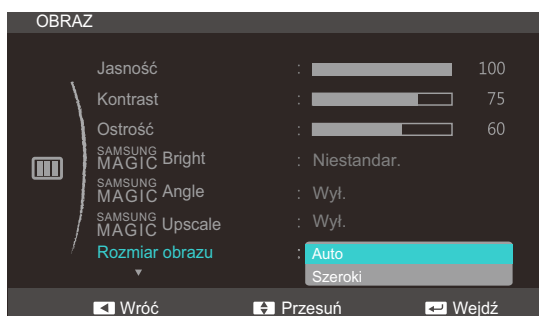 OBRAZ
Jasność : 100
Kontrast : 75
Ostrość : 60
SAMSUNG MAGIC Bright : Niestandar.
SAMSUNG MAGIC Angle : Wył.
SAMSUNG MAGIC Upscale : Wył.
Rozmiar obrazu : Auto
Szeroki
Wróć Przesuń Wejdź